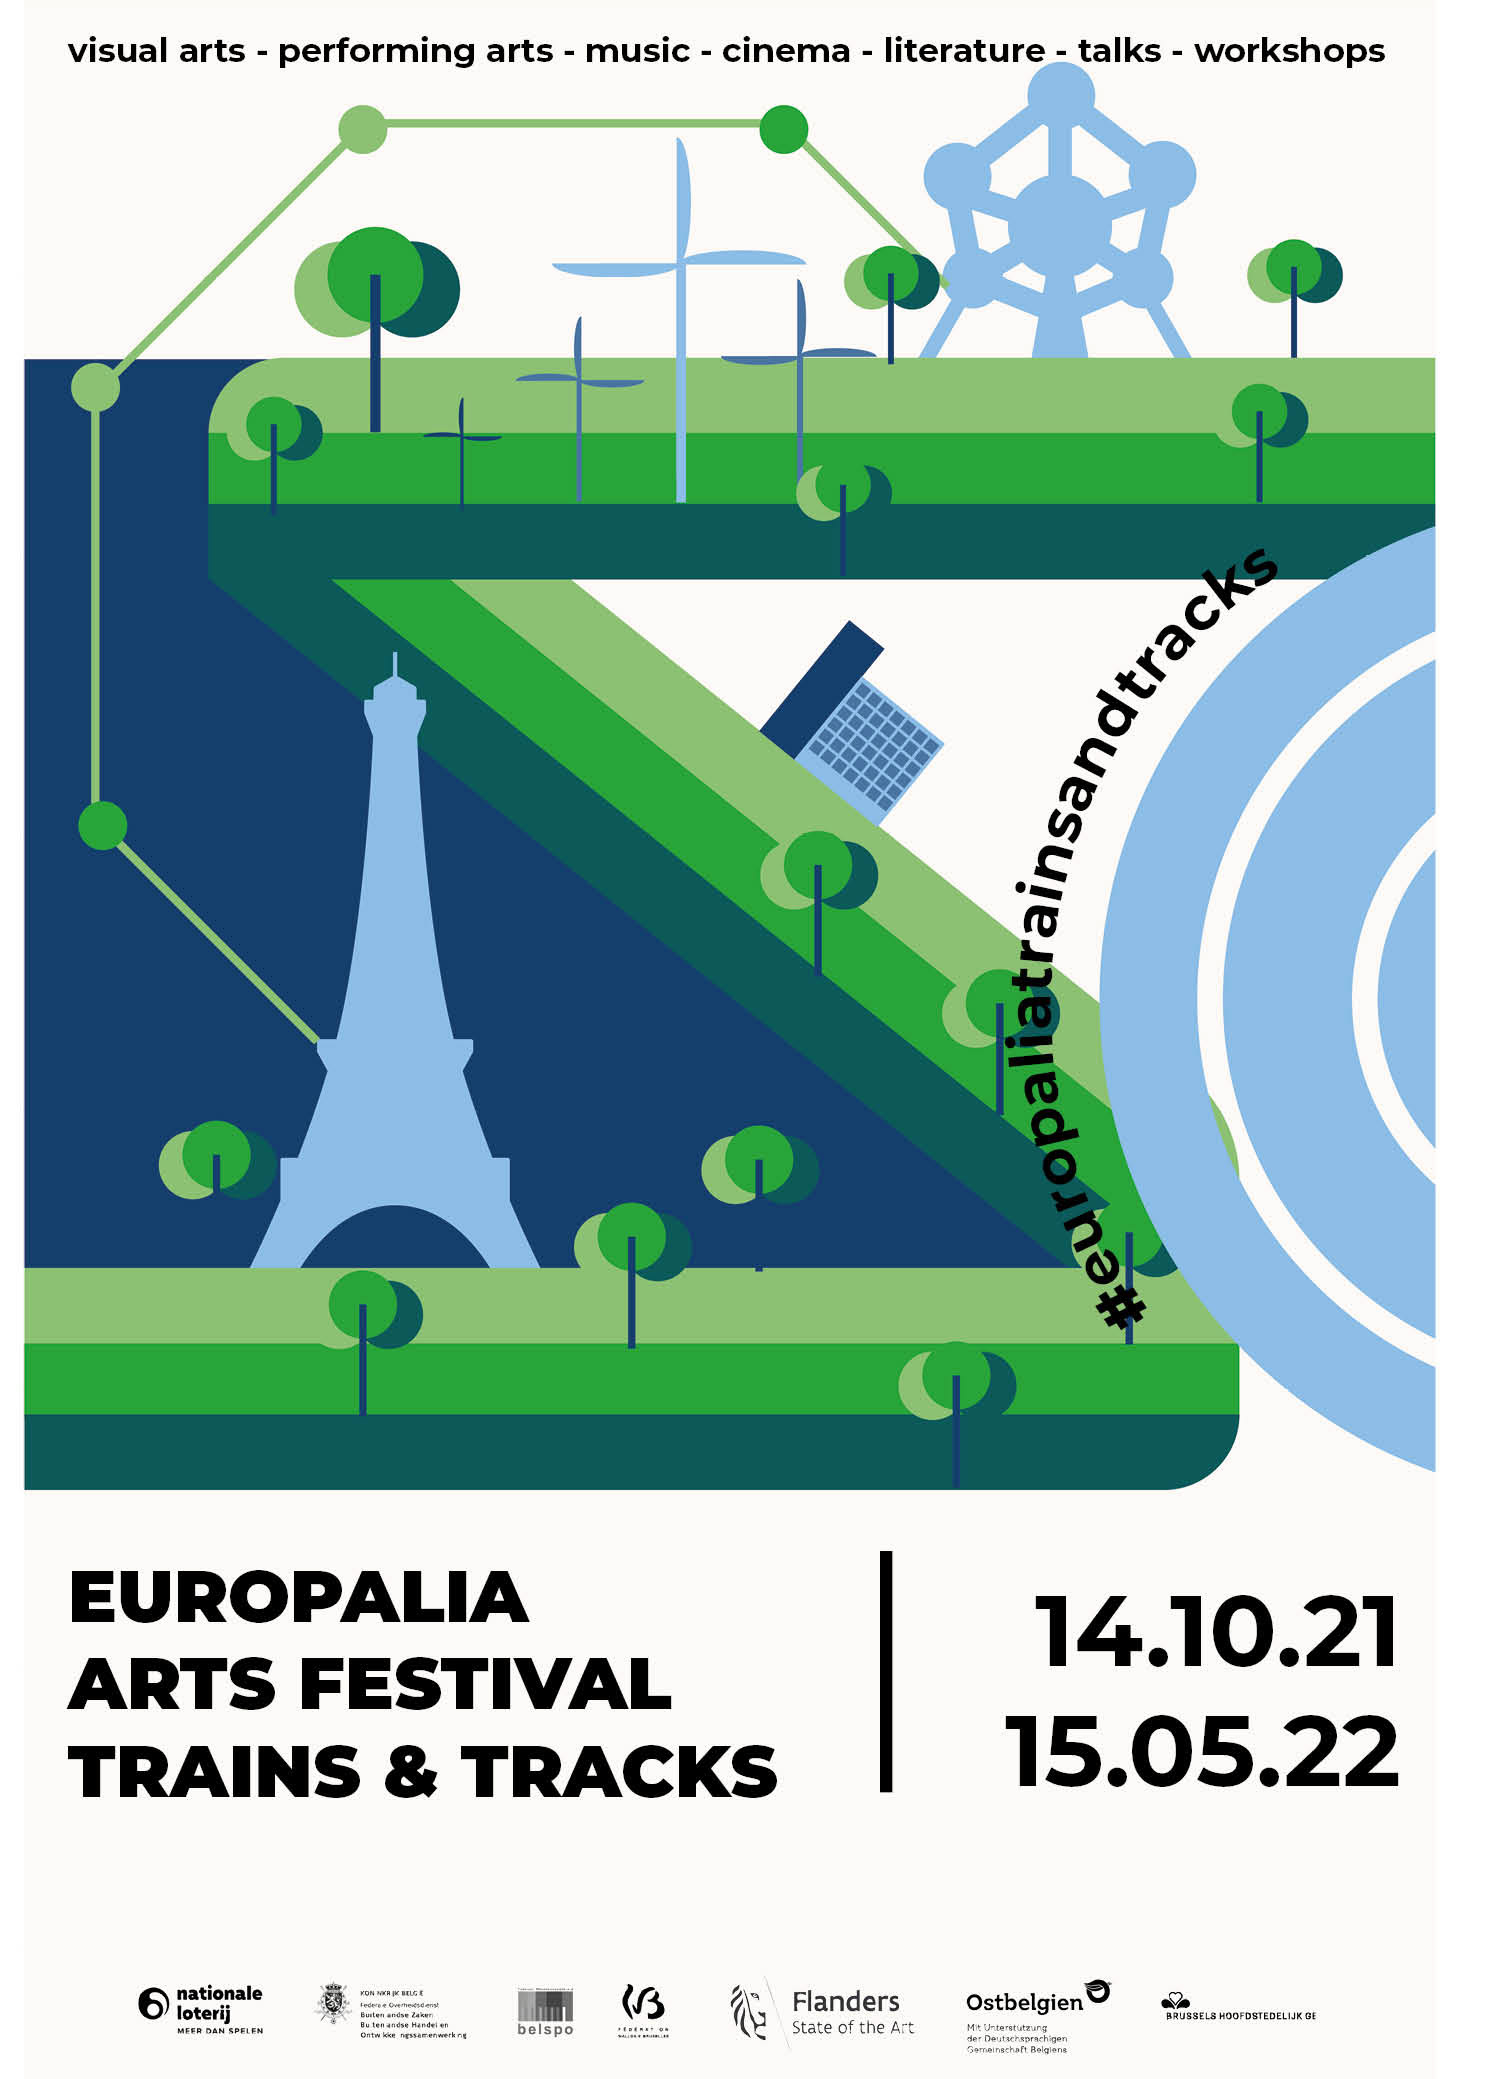 visual arts - performing arts - music - cinema - literature - talks - workshops
#europaliatrainsandtracks
EUROPALIA
ARTS FESTIVAL
TRAINS & TRACKS
14.10.21
15.05.22
nationale
loterij
MEER DAN SPELEN
KONINKRIJK BELGIË
Federale Overheidsdienst
Buitenlandse Zaken
Buitenlandse Handel en
Ontwikkelingssamenwerking
belspo
FÉDÉRATION
WALLONIE-BRUXELLES
Flanders
State of the Art
Ostbelgien
Mit Unterstützung
der Deutschsprachigen
Gemeinschaft Belgiens
BRUSSELS HOOFDSTEDELIJK GE